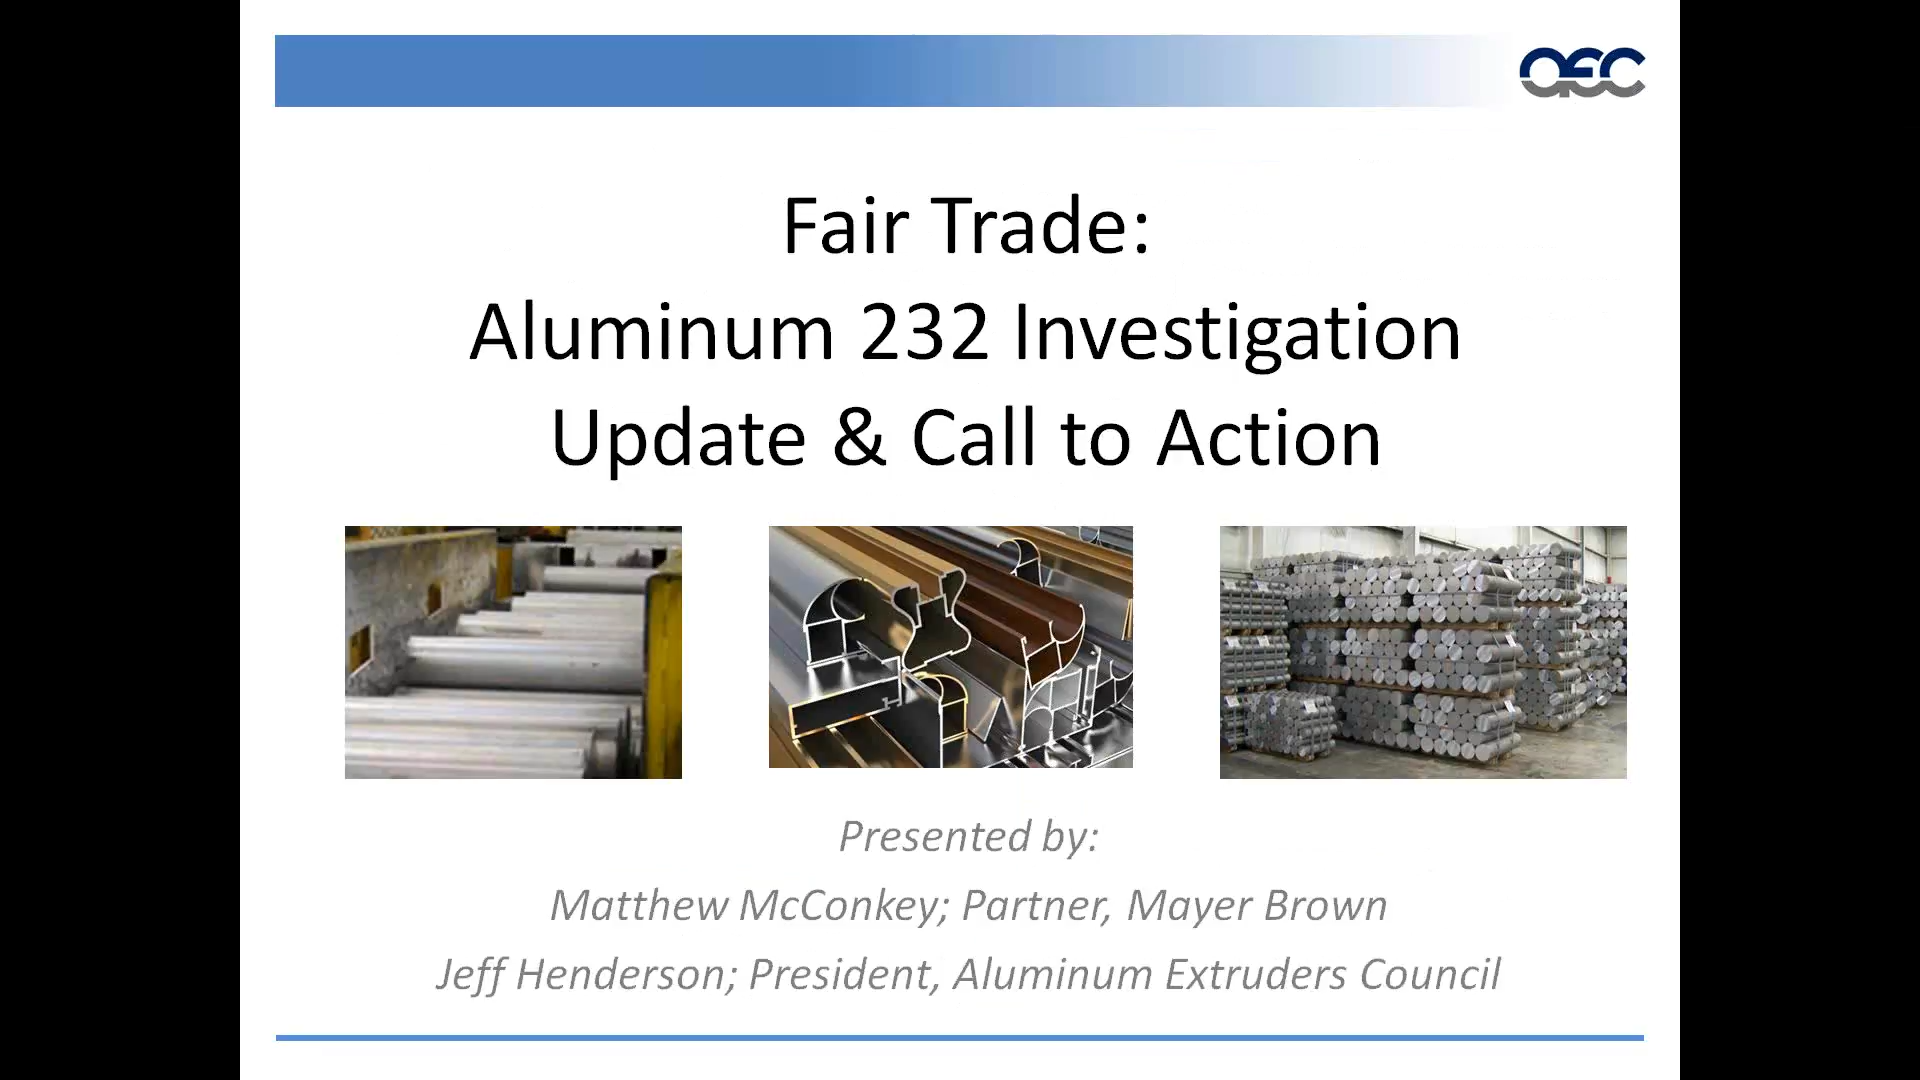 AEC
Fair Trade:
Aluminum 232 Investigation
Update & Call to Action
Presented by:
Matthew McConkey; Partner, Mayer Brown
Jeff Henderson; President, Aluminum Extruders Council